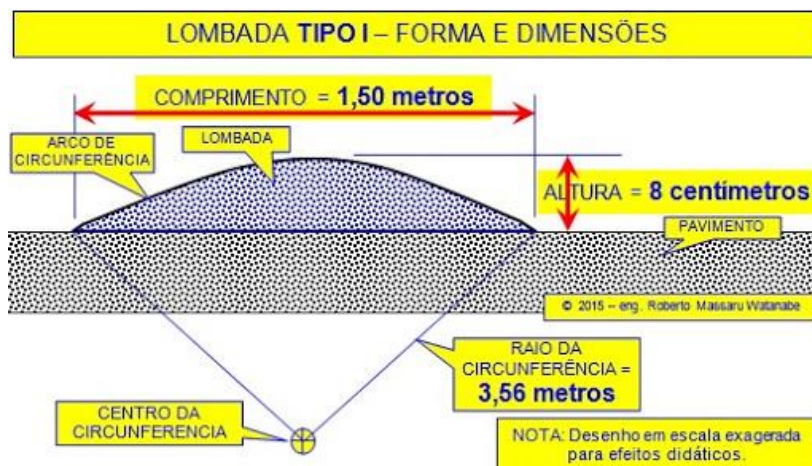 LOMBADA TIPO I – FORMA E DIMENSÕES
COMPRIMENTO = 1,50 metros
ARCO DE
CIRCUNFERÊNCIA
LOMBADA
ALTURA = 8 centímetros
PAVIMENTO
© 2015 – eng. Roberto Massaru Watanabe
RAIO DA
CIRCUNFERÊNCIA =
3,56 metros
CENTRO DA
CIRCUNFERENCIA
NOTA: Desenho em escala exagerada
para efeitos didáticos.